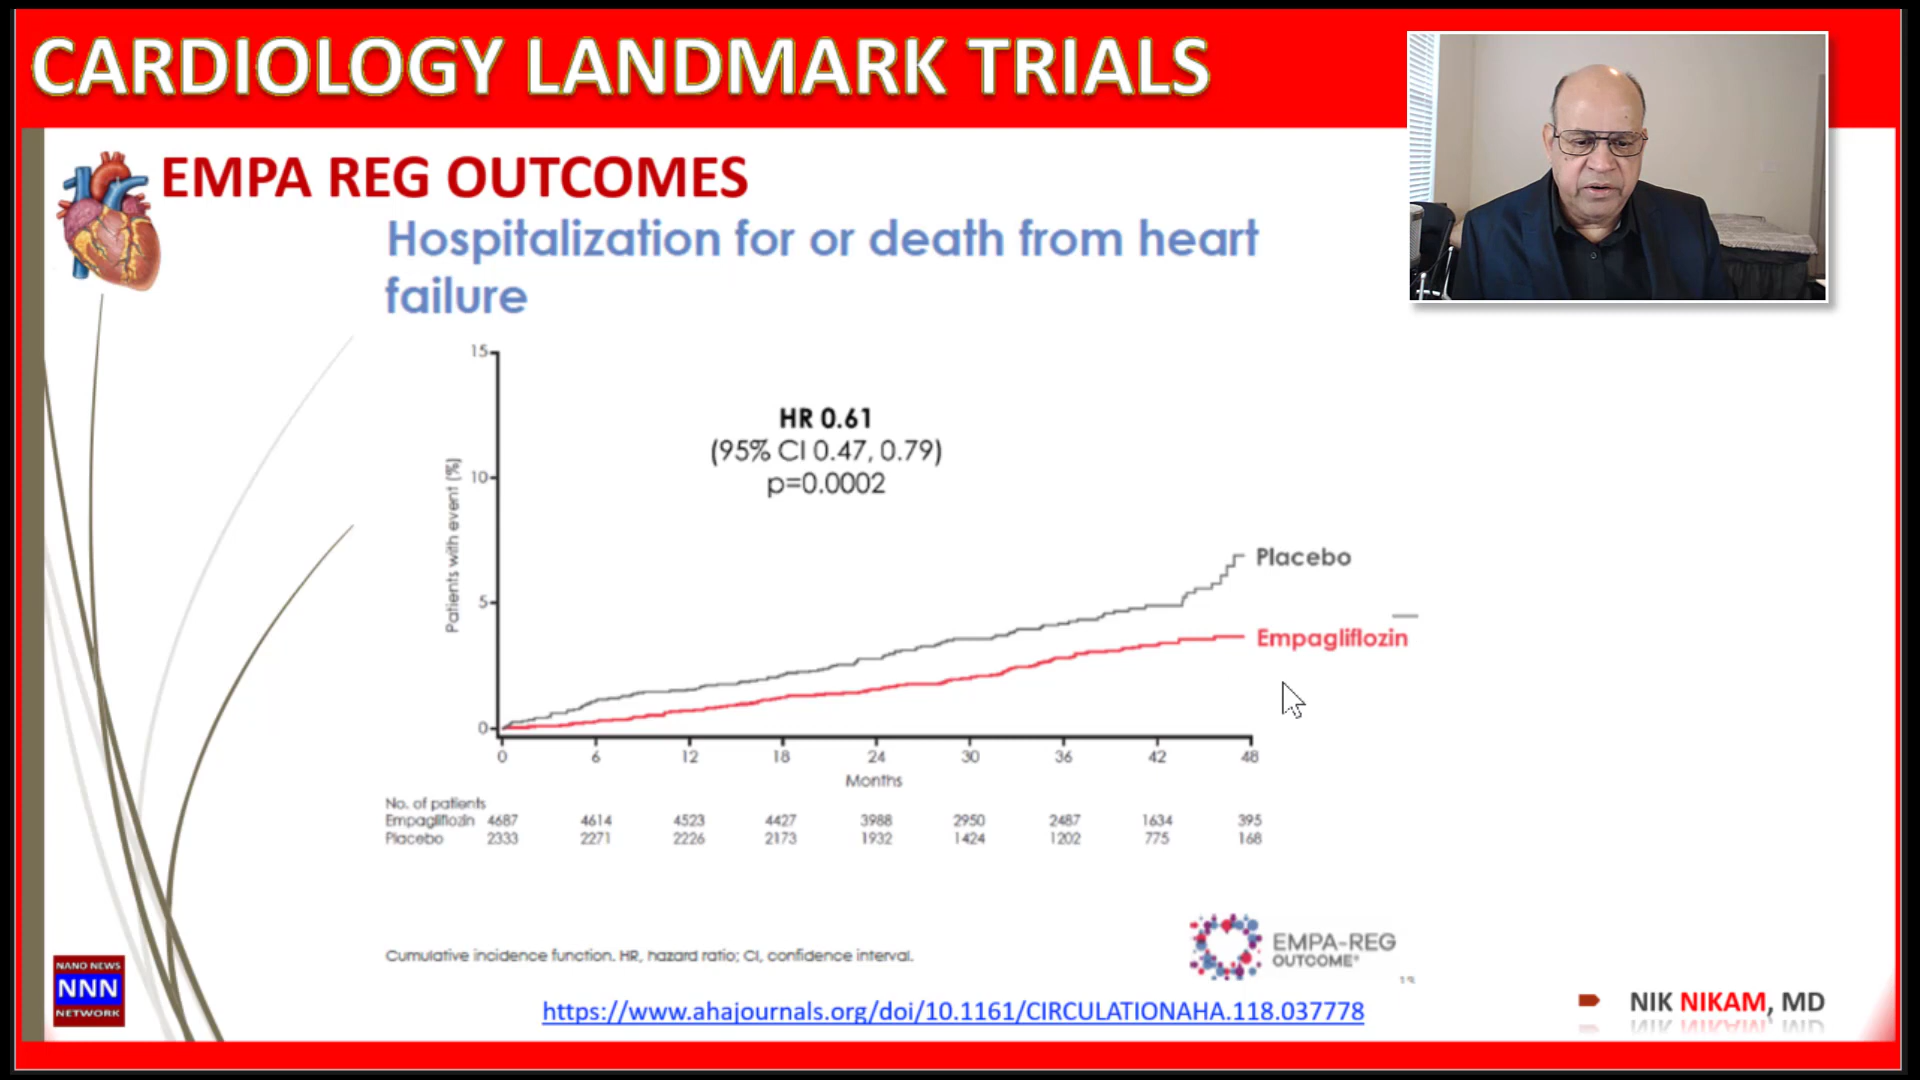 CARDIOLOGY LANDMARK TRIALS
EMPA REG OUTCOMES
Hospitalization for or death from heart
failure
15
10
5
0
Patients with event (%)
HR 0.61
(95% CI 0.47, 0.79)
p=0.0002
Placebo
Empagliflozin
0 6 12 18 24 30 36 42 48
Months
No. of patients
Empagliflozin 4687 4614 4523 4427 3988 2950 2487 1634 395
Placebo 2333 2271 2226 2173 1932 1424 1202 775 168
Cumulative incidence function. HR, hazard ratio; CI, confidence interval.
EMPA-REG
OUTCOME®
NANO NEWS
NNN
NETWORK
https://www.ahajournals.org/doi/10.1161/CIRCULATIONAHA.118.037778
NIK NIKAM, MD